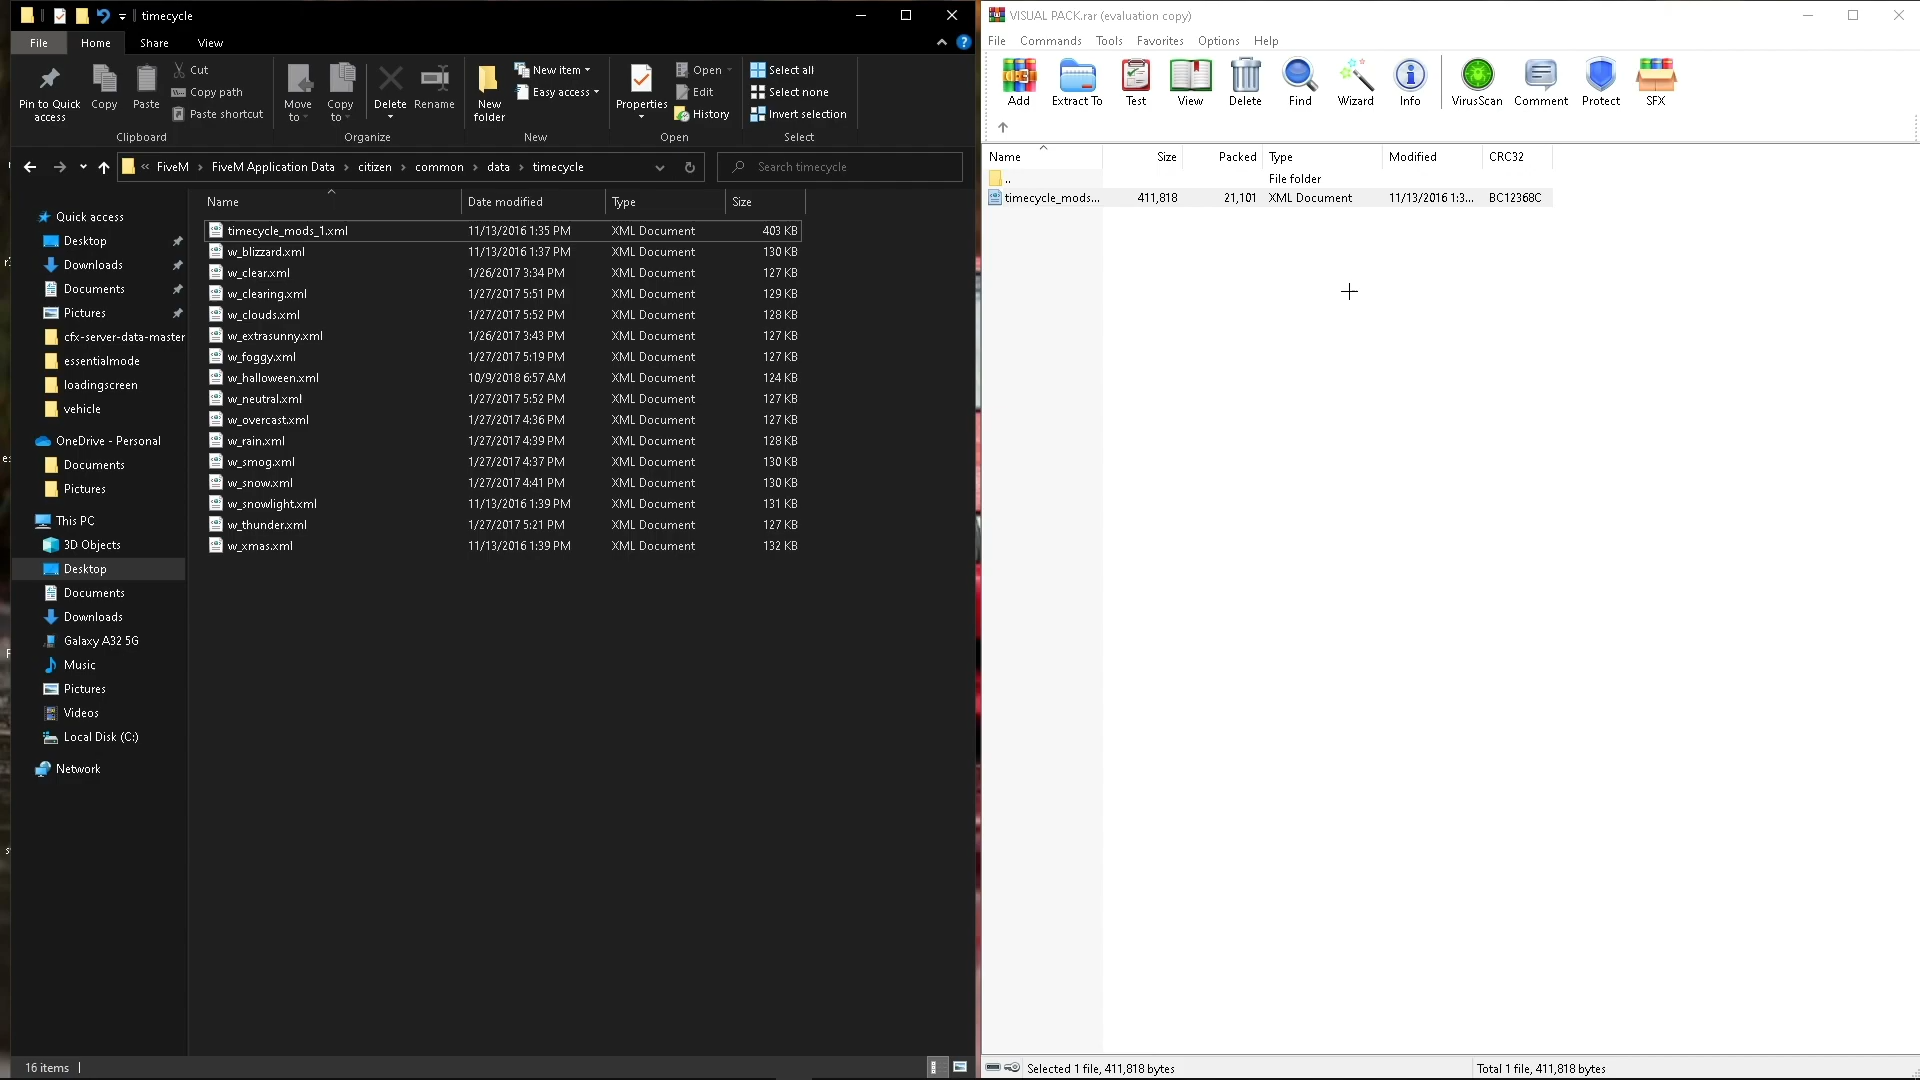 timecycle
File
Home
Share
View
Pin to Quick access
Copy
Paste
Cut
Copy path
Paste shortcut
Clipboard
Move to
Copy to
Delete
Rename
Organize
New folder
New item
Easy access
New
Properties
Open
Edit
History
Open
Select all
Select none
Invert selection
Select
« FiveM › FiveM Application Data › citizen › common › data › timecycle
Search timecycle
Quick access
Desktop
Downloads
Documents
Pictures
cfx-server-data-master
essentialmode
loadingscreen
vehicle
OneDrive - Personal
Documents
Pictures
This PC
3D Objects
Desktop
Documents
Downloads
Galaxy A32 5G
Music
Pictures
Videos
Local Disk (C:)
Network
Name Date modified Type Size
timecycle_mods_1.xml 11/13/2016 1:35 PM XML Document 403 KB
w_blizzard.xml 11/13/2016 1:37 PM XML Document 130 KB
w_clear.xml 1/26/2017 3:34 PM XML Document 127 KB
w_clearing.xml 1/27/2017 5:51 PM XML Document 129 KB
w_clouds.xml 1/27/2017 5:52 PM XML Document 128 KB
w_extrasunny.xml 1/26/2017 3:43 PM XML Document 127 KB
w_foggy.xml 1/27/2017 5:19 PM XML Document 127 KB
w_halloween.xml 10/9/2018 6:57 AM XML Document 124 KB
w_neutral.xml 1/27/2017 5:52 PM XML Document 127 KB
w_overcast.xml 1/27/2017 4:36 PM XML Document 127 KB
w_rain.xml 1/27/2017 4:39 PM XML Document 128 KB
w_smog.xml 1/27/2017 4:37 PM XML Document 130 KB
w_snow.xml 1/27/2017 4:41 PM XML Document 130 KB
w_snowlight.xml 11/13/2016 1:39 PM XML Document 131 KB
w_thunder.xml 1/27/2017 5:21 PM XML Document 127 KB
w_xmas.xml 11/13/2016 1:39 PM XML Document 132 KB
16 items
VISUAL PACK.rar (evaluation copy)
File Commands Tools Favorites Options Help
Add Extract To Test View Delete Find Wizard Info VirusScan Comment Protect SFX
Name Size Packed Type Modified CRC32
.. File folder
timecycle_mods... 411,818 21,101 XML Document 11/13/2016 1:3... BC12368C
Selected 1 file, 411,818 bytes
Total 1 file, 411,818 bytes